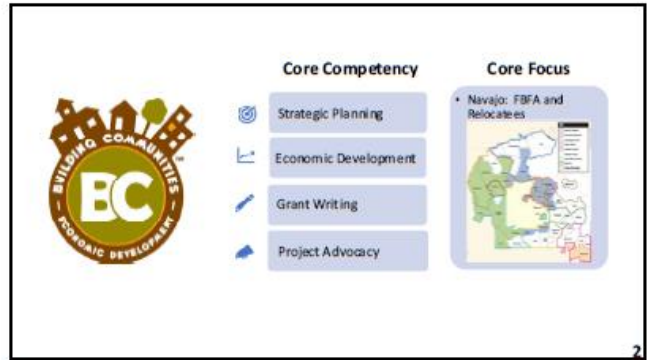 Core Competency
Core Focus
BUILDING COMMUNITIES
BC
ECONOMIC DEVELOPMENT
Strategic Planning
Economic Development
Grant Writing
Project Advocacy
• Navajo: FBFA and
Relocatees
2